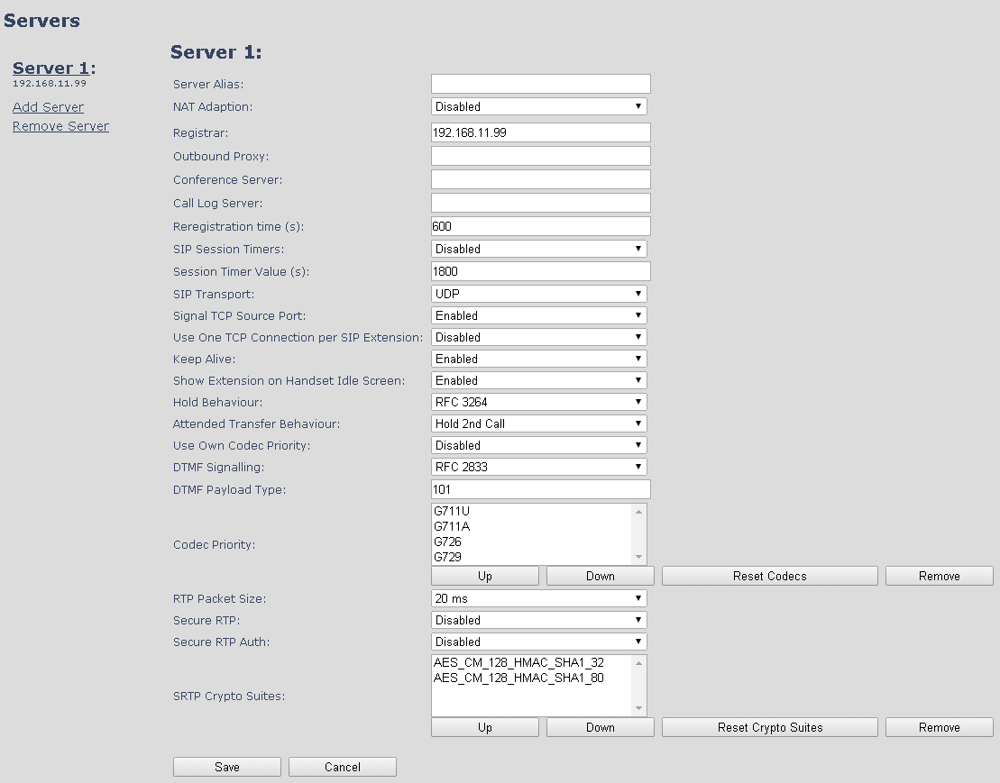 Servers
Server 1:
192.168.11.99
Add Server
Remove Server
Server 1:
Server Alias:
NAT Adaption: Disabled
Registrar: 192.168.11.99
Outbound Proxy:
Conference Server:
Call Log Server:
Reregistration time (s): 600
SIP Session Timers: Disabled
Session Timer Value (s): 1800
SIP Transport: UDP
Signal TCP Source Port: Enabled
Use One TCP Connection per SIP Extension: Disabled
Keep Alive: Enabled
Show Extension on Handset Idle Screen: Enabled
Hold Behaviour: RFC 3264
Attended Transfer Behaviour: Hold 2nd Call
Use Own Codec Priority: Disabled
DTMF Signalling: RFC 2833
DTMF Payload Type: 101
Codec Priority:
G711U
G711A
G726
G729
Up Down Reset Codecs Remove
RTP Packet Size: 20 ms
Secure RTP: Disabled
Secure RTP Auth: Disabled
SRTP Crypto Suites:
AES_CM_128_HMAC_SHA1_32
AES_CM_128_HMAC_SHA1_80
Up Down Reset Crypto Suites Remove
Save Cancel